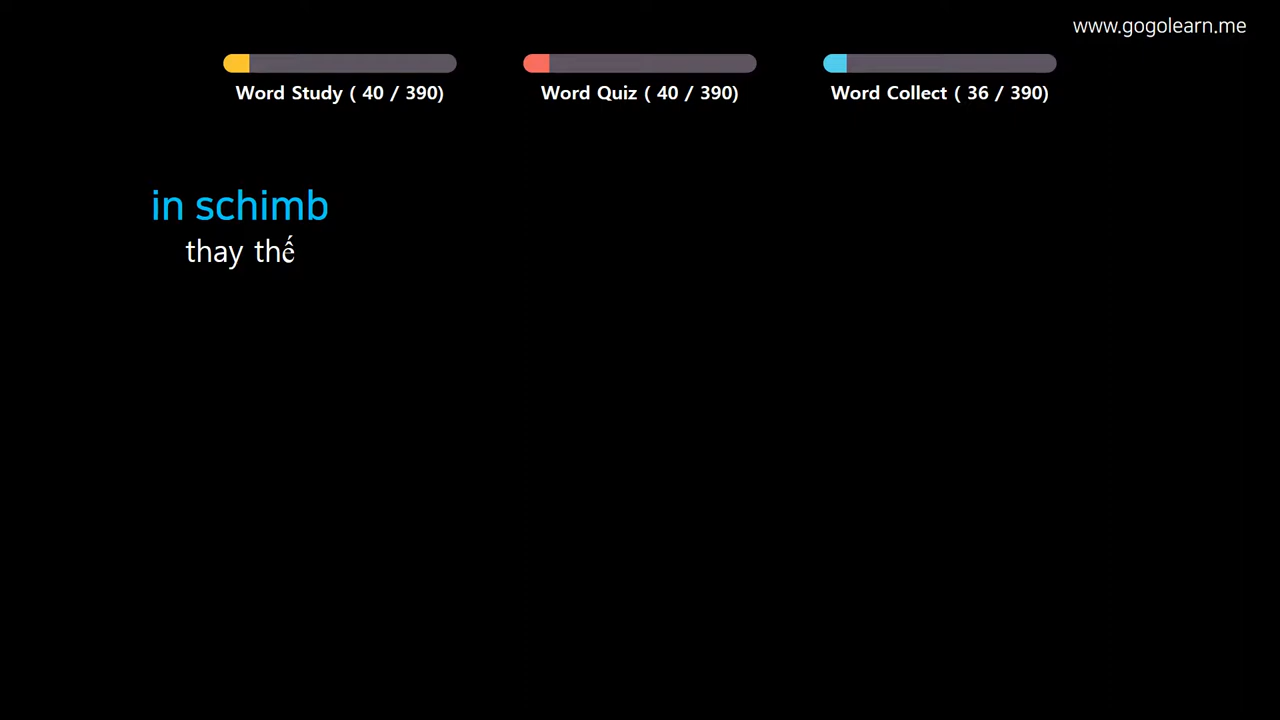 www.gogolearn.me
Word Study ( 40 / 390)
Word Quiz ( 40 / 390)
Word Collect ( 36 / 390)
in schimb
thay thế